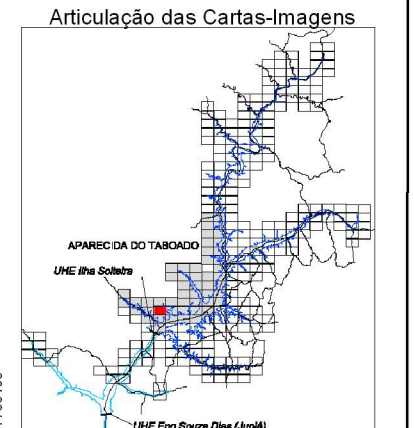 Articulação das Cartas-Imagens
APARECIDA DO TABOADO
UHE Ilha Solteira
UHE Eng Souza Dias (Jupiá)